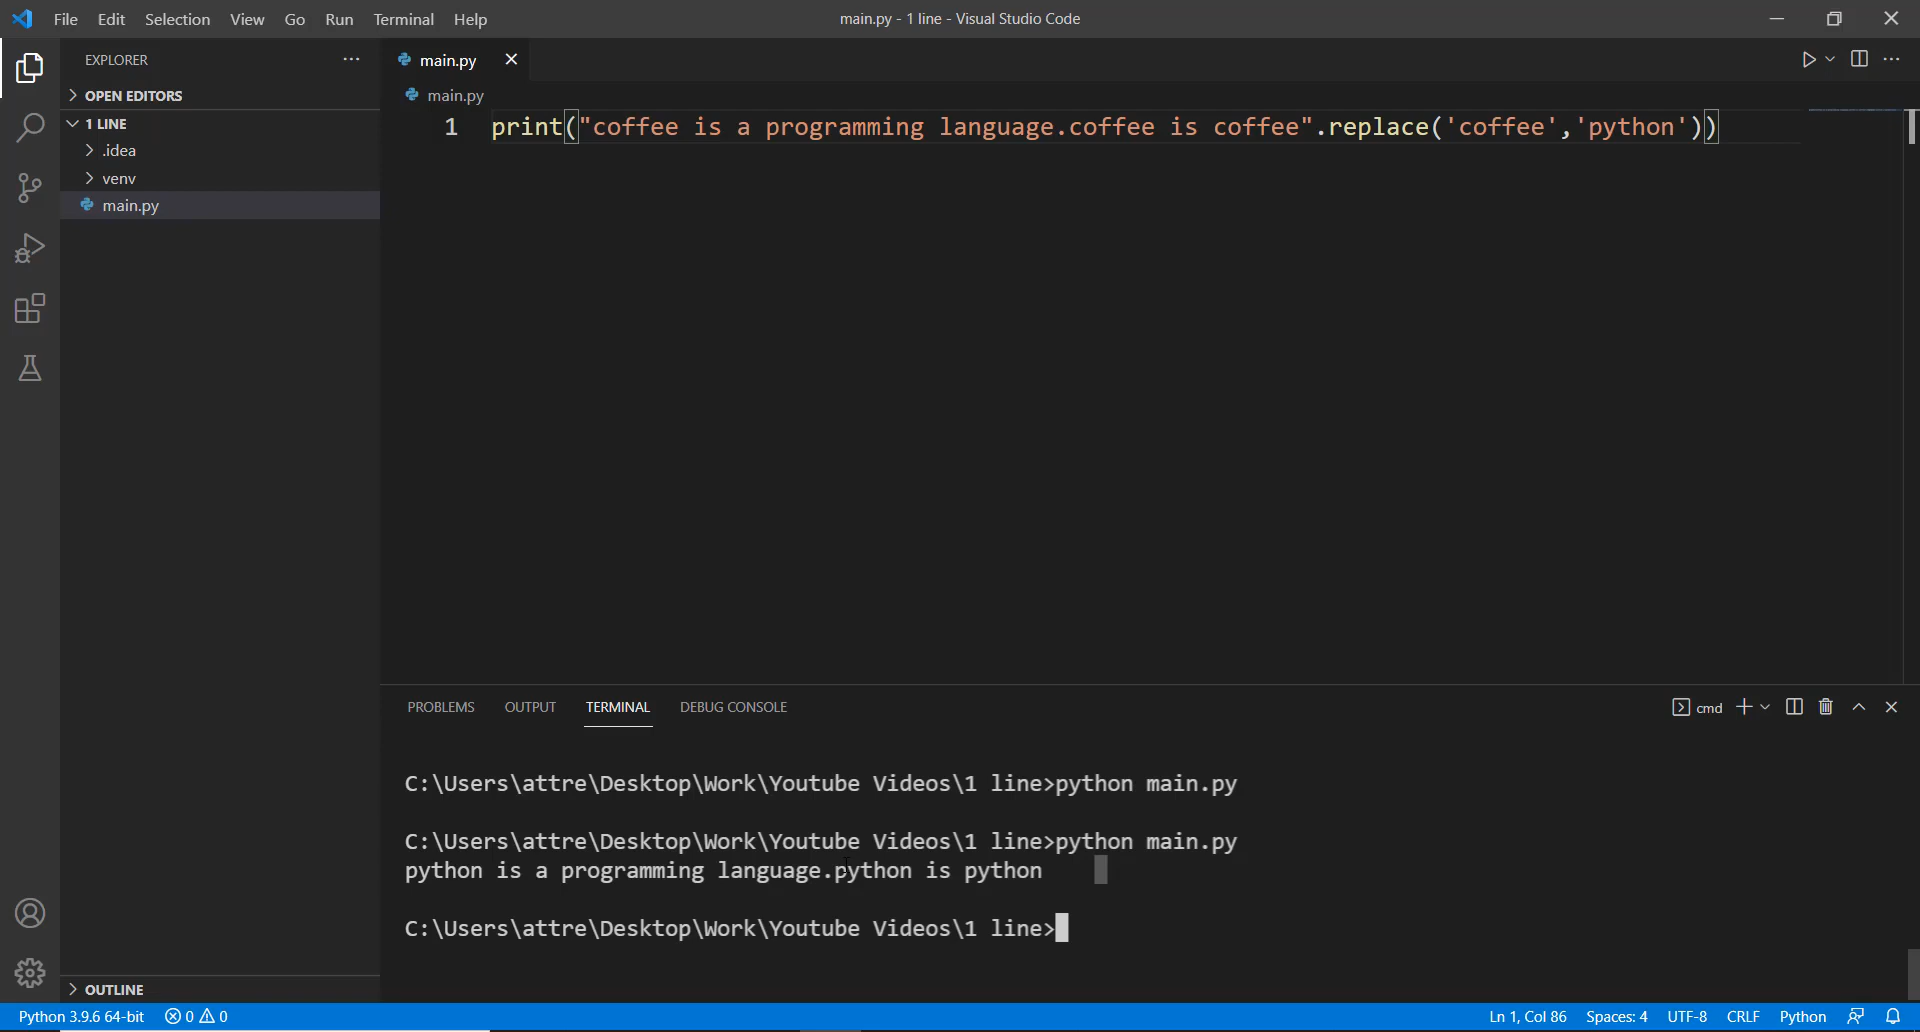 File Edit Selection View Go Run Terminal Help
main.py - 1 line - Visual Studio Code
EXPLORER
OPEN EDITORS
1 LINE
.idea
venv
main.py
OUTLINE
main.py
main.py
1 print("coffee is a programming language.coffee is coffee".replace('coffee','python'))
PROBLEMS OUTPUT TERMINAL DEBUG CONSOLE
cmd
C:\Users\attre\Desktop\Work\Youtube Videos\1 line>python main.py
C:\Users\attre\Desktop\Work\Youtube Videos\1 line>python main.py
python is a programming language.python is python
C:\Users\attre\Desktop\Work\Youtube Videos\1 line>
Python 3.9.6 64-bit 0 0 Ln 1, Col 86 Spaces: 4 UTF-8 CRLF Python